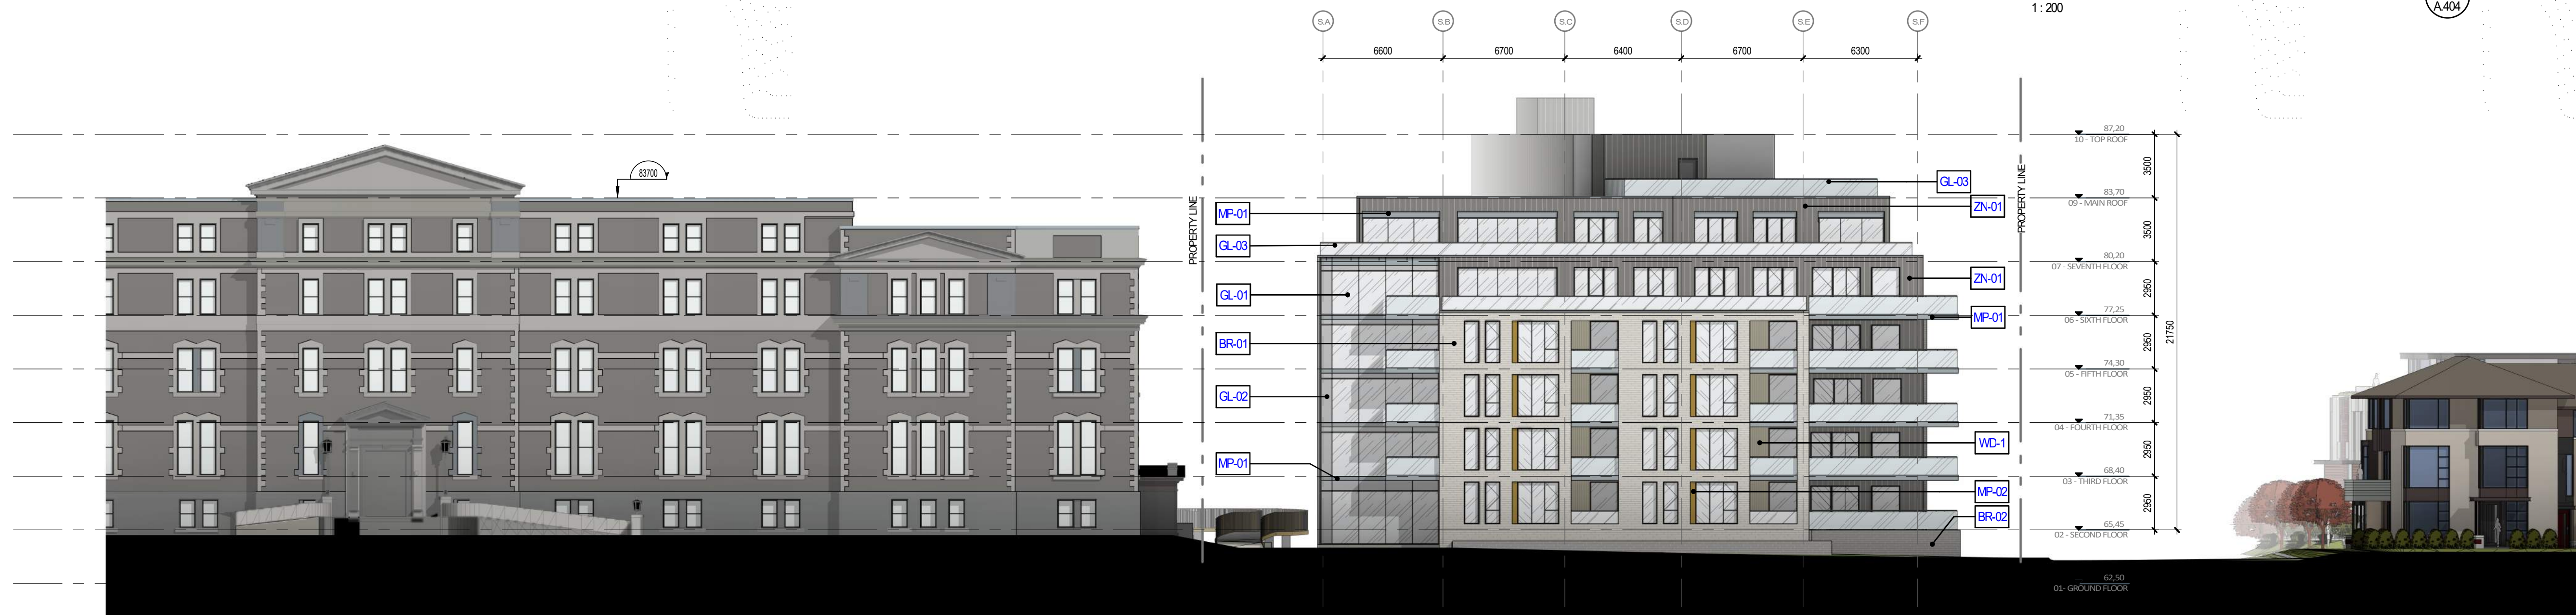 1 : 200
A.404
S.A
S.B
S.C
S.D
S.E
S.F
6600
6700
6400
6700
6300
PROPERTY LINE
PROPERTY LINE
83700
MP-01
GL-03
GL-01
BR-01
GL-02
MP-01
GL-03
ZN-01
ZN-01
MP-01
WD-1
MP-02
BR-02
87,20
10 - TOP ROOF
83,70
09 - MAIN ROOF
80,20
07 - SEVENTH FLOOR
77,25
06 - SIXTH FLOOR
74,30
05 - FIFTH FLOOR
71,35
04 - FOURTH FLOOR
68,40
03 - THIRD FLOOR
65,45
02 - SECOND FLOOR
62,50
01- GROUND FLOOR
3500
3500
2950
2950
2950
2950
2950
21750